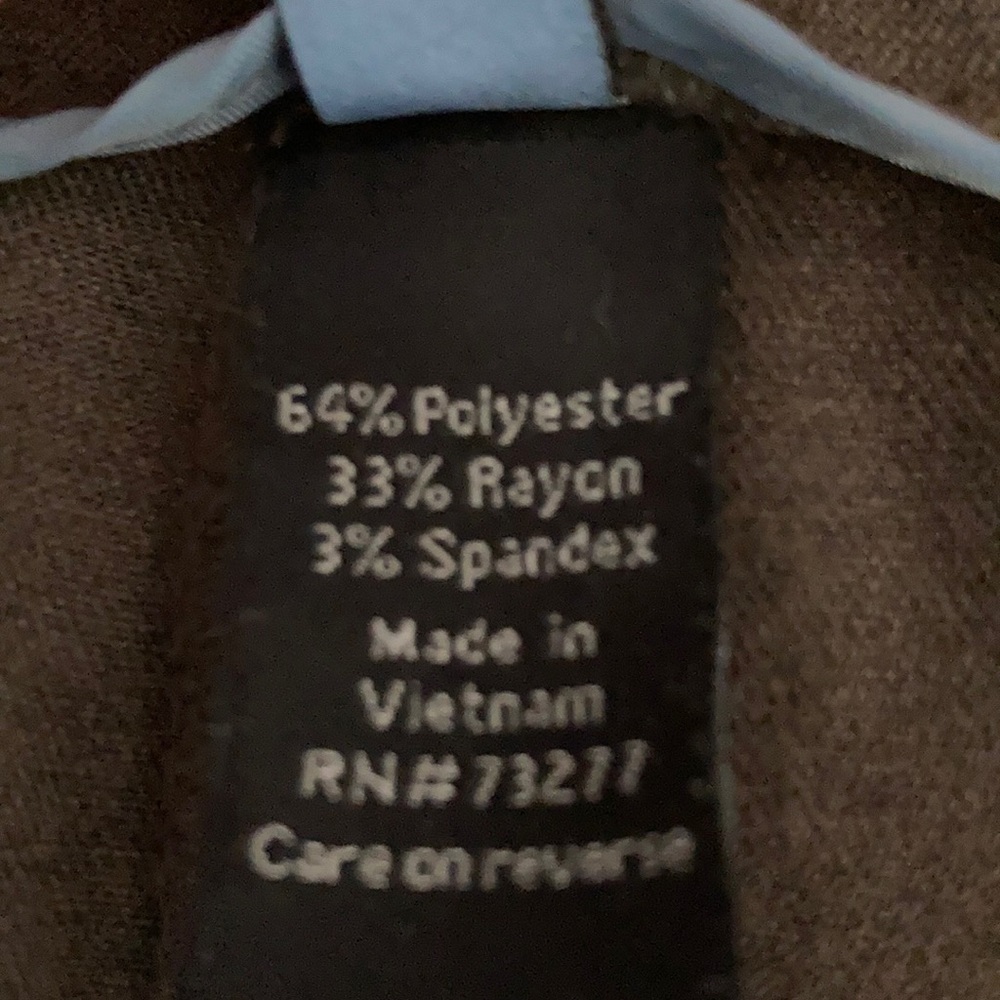 64% Polyester
33% Rayon
3% Spandex
Made in
Vietnam
RN# 73277
Care on reverse